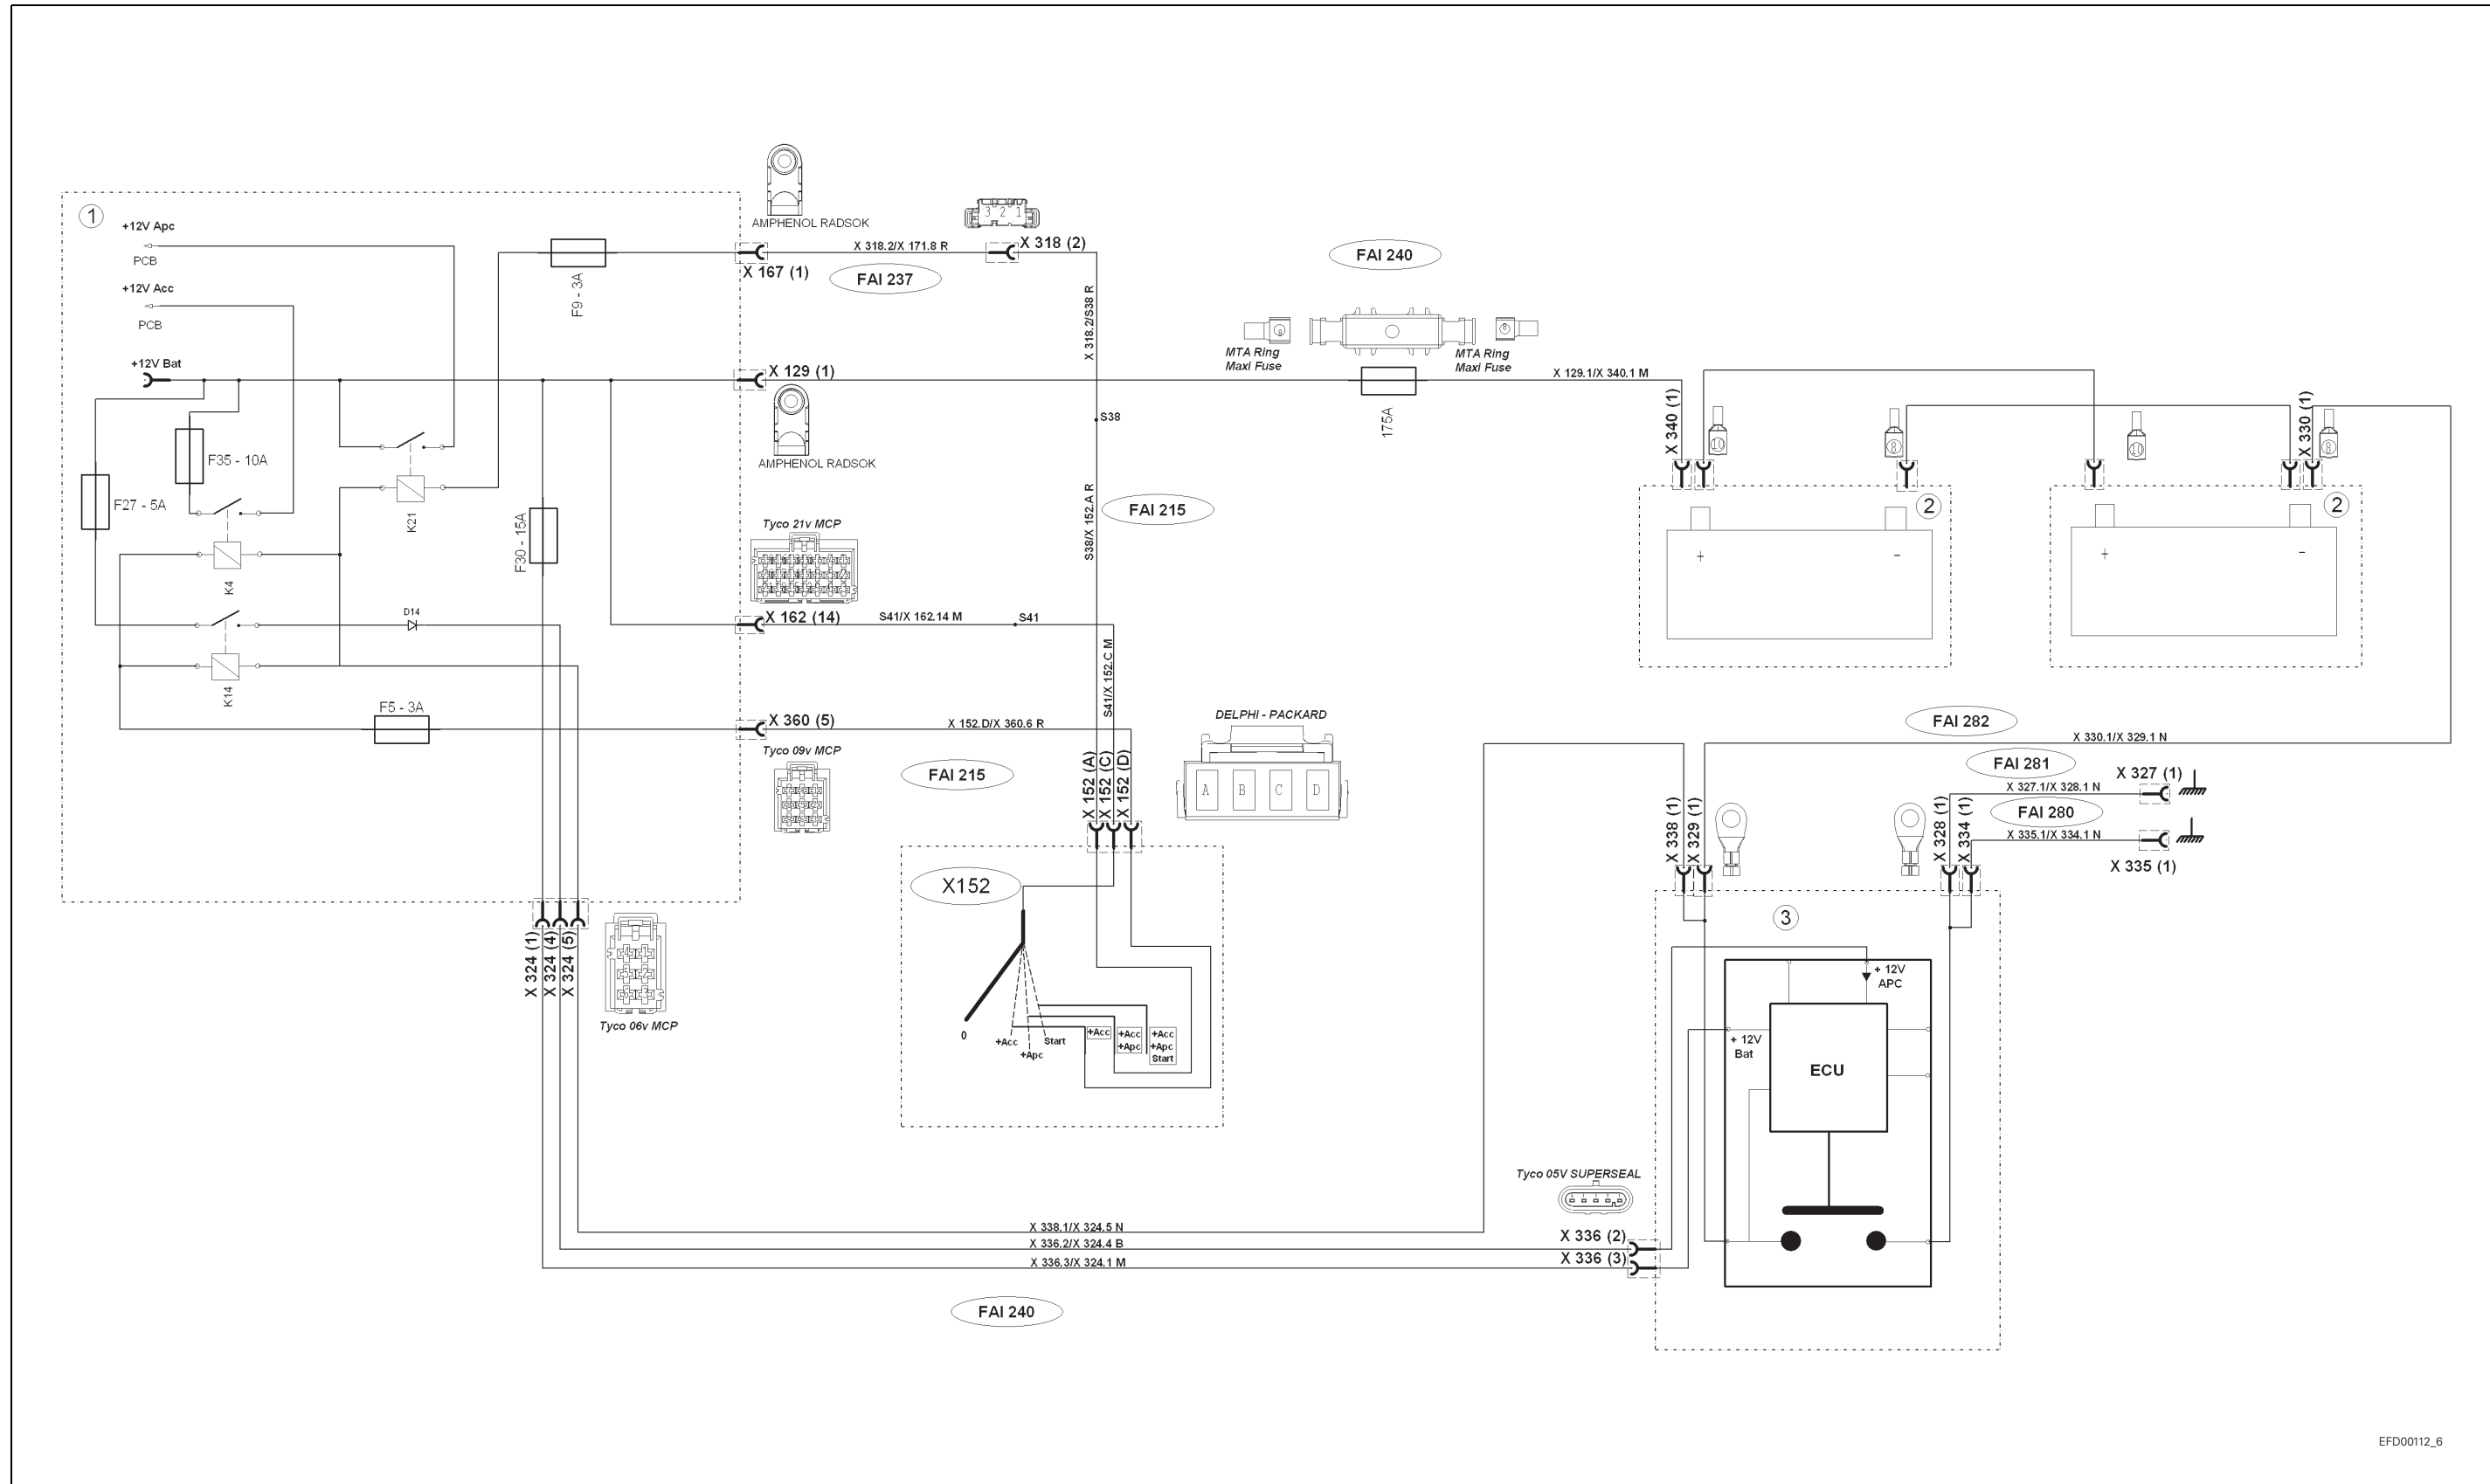 1
+12V Apc
PCB
+12V Acc
PCB
+12V Bat
F27 - 5A
F35 - 10A
K4
K14
K21
D14
F9 - 3A
F30 - 15A
F5 - 3A
AMPHENOL RADSOK
X 167 (1)
X 318.2/X 171.8 R
FAI 237
3 2 1
X 318 (2)
X 318.2/S38 R
S38
S38/X 152.A R
FAI 215
X 129 (1)
AMPHENOL RADSOK
FAI 240
8
MTA Ring
Maxi Fuse
8
MTA Ring
Maxi Fuse
175A
X 129.1/X 340.1 M
X 340 (1)
10
8
10
X 330 (1)
8
2
+
-
2
+
-
Tyco 21v MCP
X 162 (14)
S41/X 162.14 M
S41
S41/X 152.C M
X 360 (5)
X 152.D/X 360.6 R
Tyco 09v MCP
FAI 215
X 152 (A)
X 152 (C)
X 152 (D)
DELPHI - PACKARD
A B C D
X152
0
+Acc
+Apc
Start
+Acc
+Acc
+Apc
+Acc
+Apc
Start
X 324 (1)
X 324 (4)
X 324 (5)
Tyco 06v MCP
FAI 282
X 330.1/X 329.1 N
FAI 281
X 327 (1)
X 327.1/X 328.1 N
FAI 280
X 335.1/X 334.1 N
X 335 (1)
X 338 (1)
X 329 (1)
X 328 (1)
X 334 (1)
3
+ 12V
APC
+ 12V
Bat
ECU
Tyco 05V SUPERSEAL
X 336 (2)
X 336 (3)
X 338.1/X 324.5 N
X 336.2/X 324.4 B
X 336.3/X 324.1 M
FAI 240
EFD00112_6